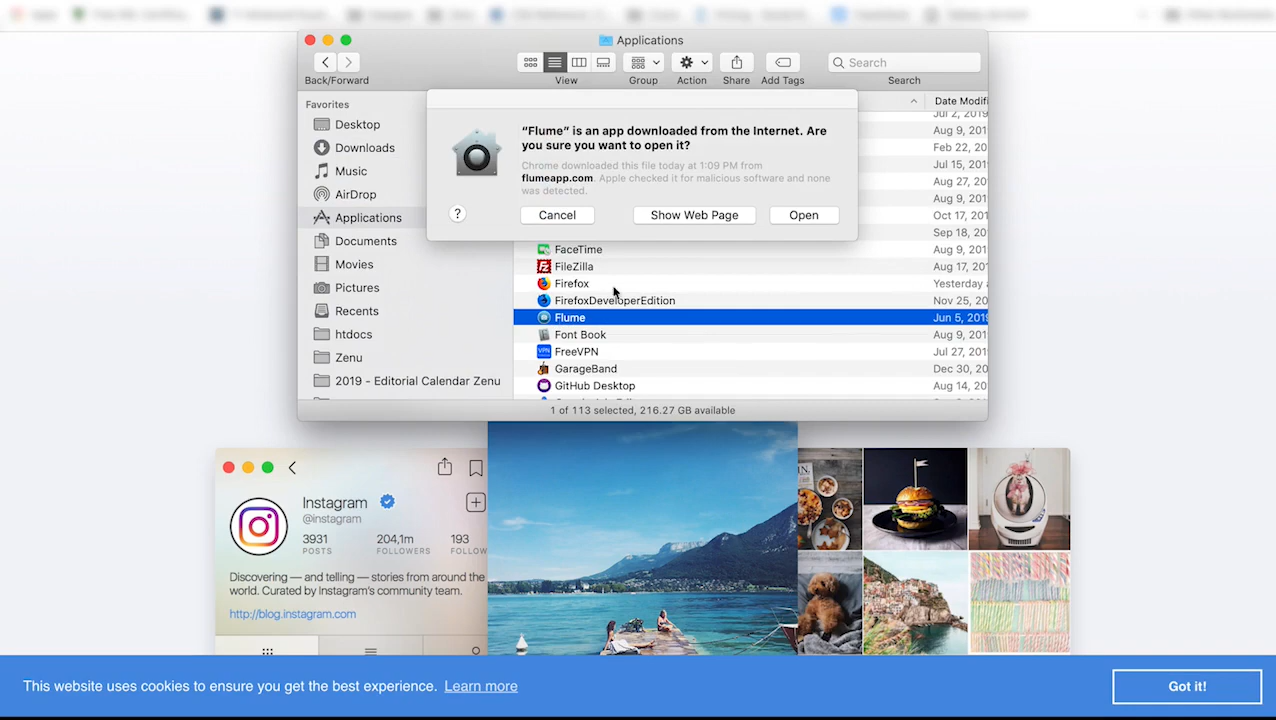 Applications
Search
Back/Forward
View
Group
Action
Share
Add Tags
Search
Favorites
Desktop
Downloads
Music
AirDrop
Applications
Documents
Movies
Pictures
Recents
htdocs
Zenu
2019 - Editorial Calendar Zenu
Date Modifi
Jul 2, 2019
Aug 9, 2019
Feb 22, 20
Jul 15, 201
Aug 27, 20
Aug 9, 201
Oct 17, 201
Sep 18, 20
“Flume” is an app downloaded from the Internet. Are
you sure you want to open it?
Chrome downloaded this file today at 1:09 PM from
flumeapp.com. Apple checked it for malicious software and none
was detected.
?
Cancel
Show Web Page
Open
FaceTime Aug 9, 201
FileZilla Aug 17, 201
Firefox Yesterday a
FirefoxDeveloperEdition Nov 25, 20
Flume Jun 5, 2019
Font Book Aug 9, 201
VPN FreeVPN Jul 27, 201
GarageBand Dec 30, 20
GitHub Desktop Aug 14, 201
1 of 113 selected, 216.27 GB available
Instagram
@instagram
3931 204,1m 193
POSTS FOLLOWERS FOLLOW
Discovering — and telling — stories from around the
world. Curated by Instagram's community team.
http://blog.instagram.com
This website uses cookies to ensure you get the best experience. Learn more
Got it!